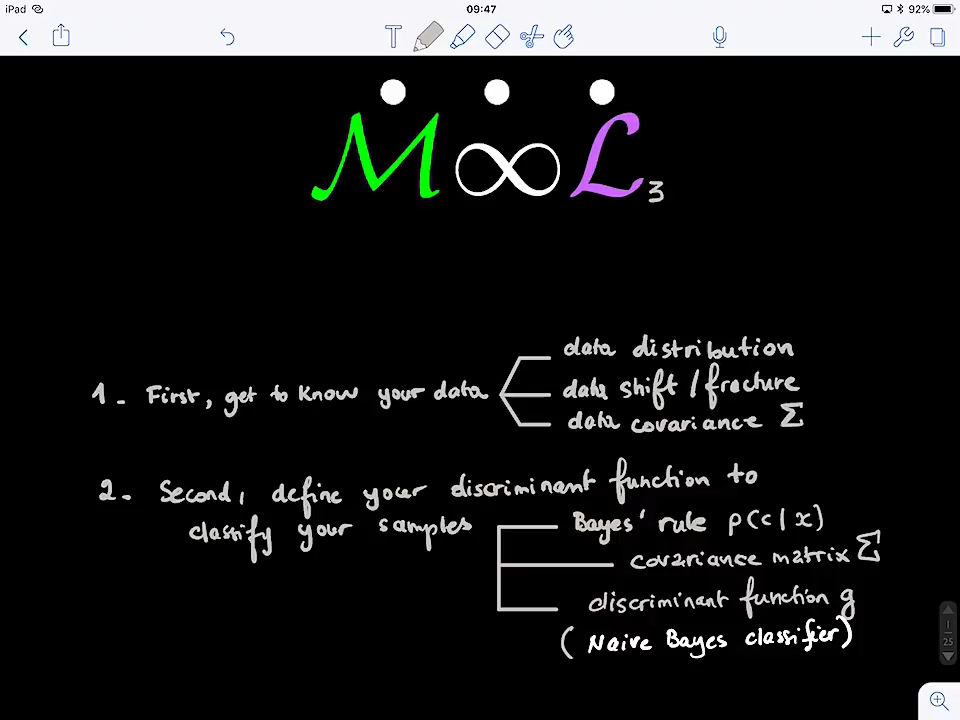 iPad 09:47 92%
T
M∞L3
data distribution
1. First, get to know your data data shift / fracture
data covariance Σ
2. Second, define your discriminant function to
classify your samples Bayes' rule p(c|x)
covariance matrix Σ
discriminant function g
(Naive Bayes classifier)
1
25